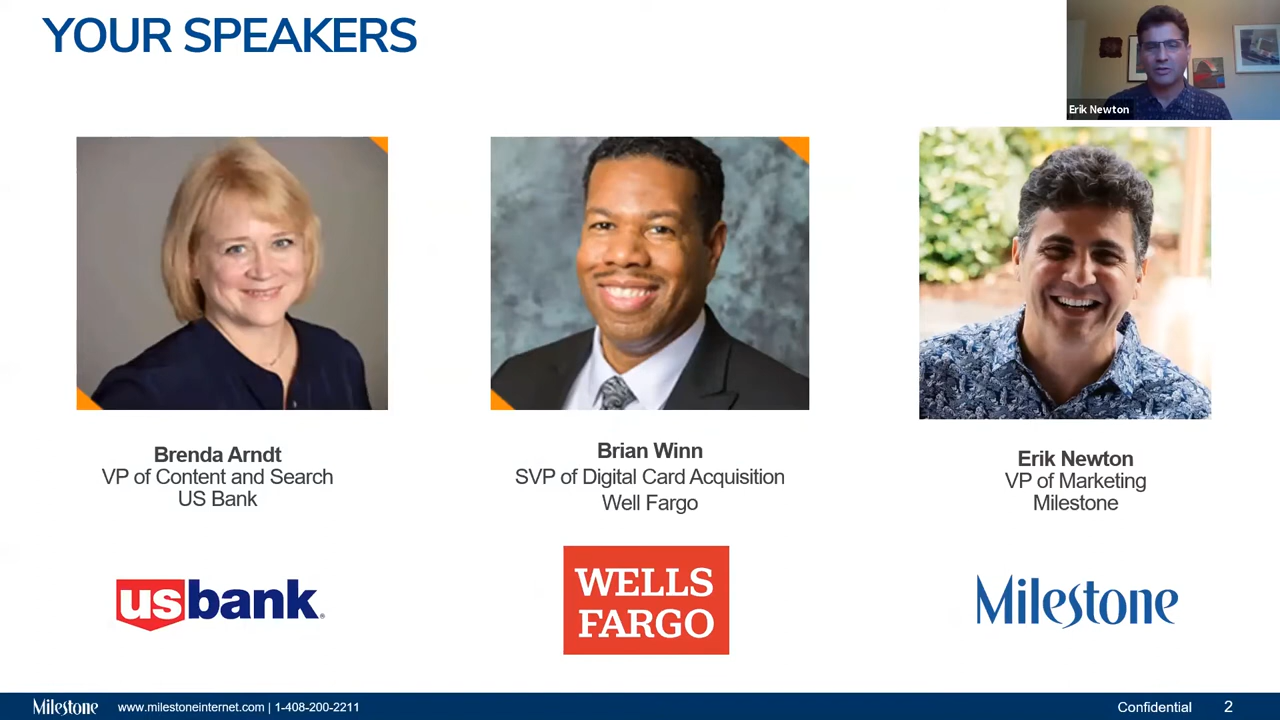 YOUR SPEAKERS
Erik Newton
Brenda Arndt
VP of Content and Search
US Bank
Brian Winn
SVP of Digital Card Acquisition
Well Fargo
Erik Newton
VP of Marketing
Milestone
usbank®
WELLS
FARGO
Milestone
Milestone www.milestoneinternet.com | 1-408-200-2211 Confidential 2